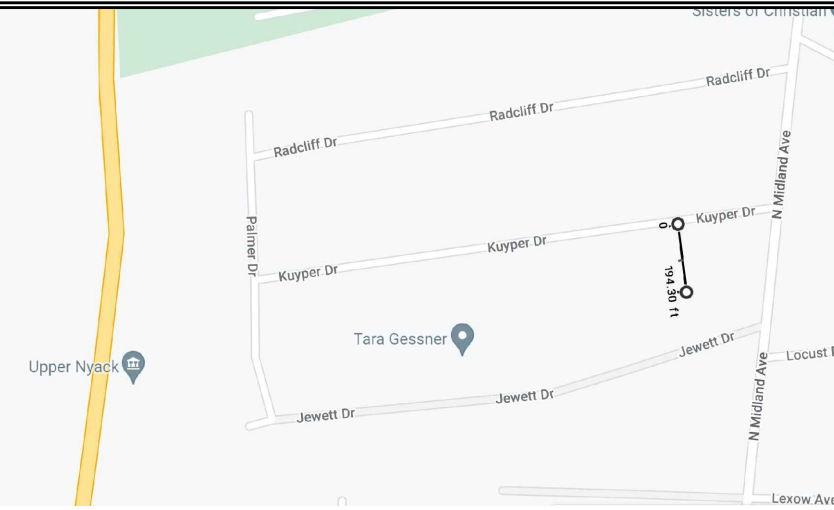 Sisters of Christian
Radcliff Dr
Radcliff Dr
Radcliff Dr
N Midland Ave
Palmer Dr
Kuyper Dr
Kuyper Dr
Kuyper Dr
0
194.30 ft
Tara Gessner
Upper Nyack
Jewett Dr
Jewett Dr
Jewett Dr
Locust
N Midland Ave
Lexow Ave